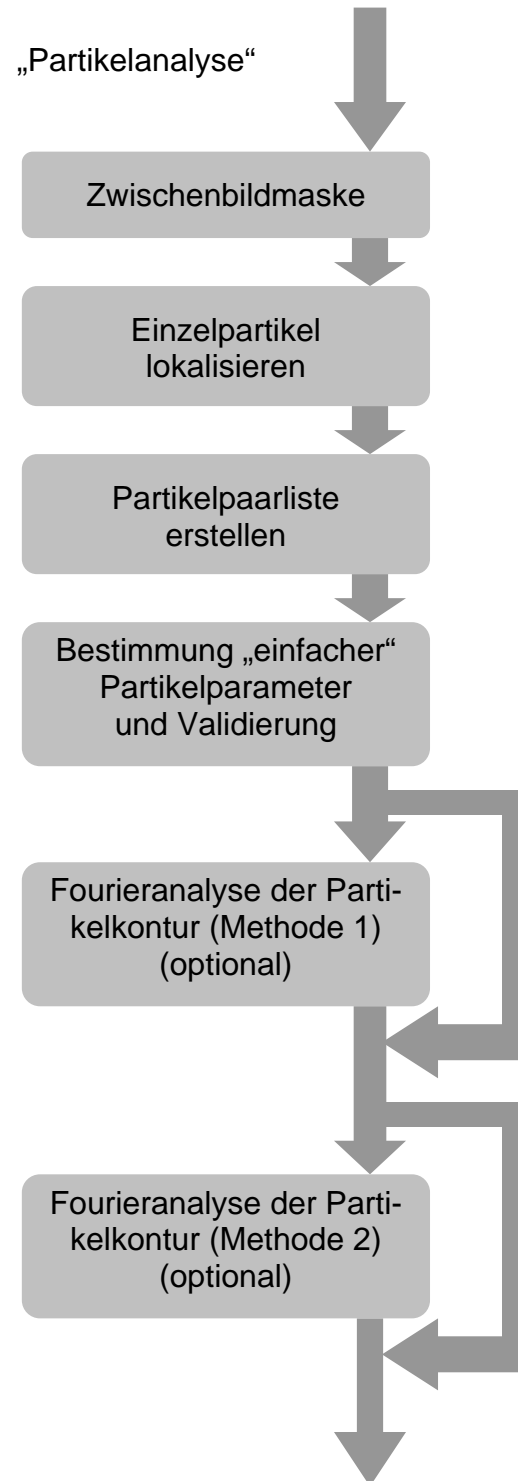 „Partikelanalyse“
Zwischenbildmaske
Einzelpartikel
lokalisieren
Partikelpaarliste
erstellen
Bestimmung „einfacher“
Partikelparameter
und Validierung
Fourieranalyse der Parti-
kelkontur (Methode 1)
(optional)
Fourieranalyse der Parti-
kelkontur (Methode 2)
(optional)